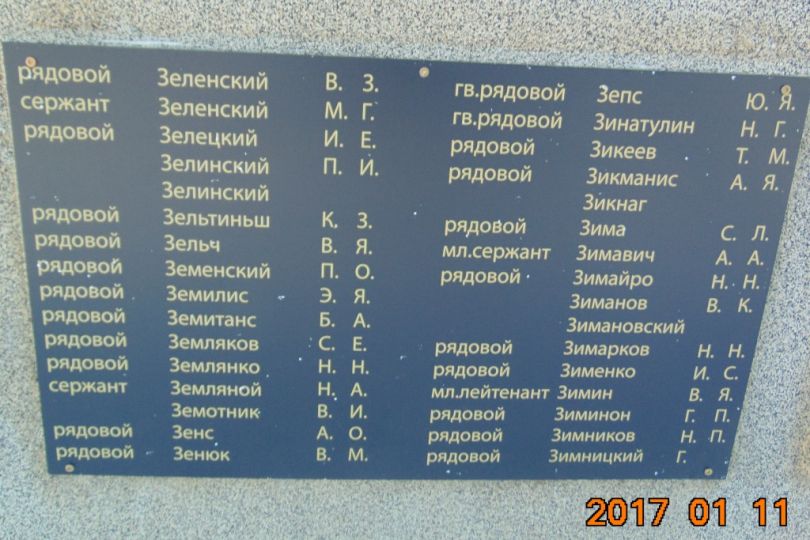 рядовой Зеленский В. З.
сержант Зеленский М. Г.
рядовой Зелецкий И. Е.
Зелинский П. И.
Зелинский
рядовой Зельтиньш К. З.
рядовой Зельч В. Я.
рядовойЗеменский П. О.
рядовой Земилис Э. Я.
рядовой Земитанс Б. А.
рядовой Земляков С. Е.
рядовой Землянко Н. Н.
сержант Земляной Н. А.
Земотник В. И.
рядовой Зенс А. О.
рядовой Зенюк В. М.
гв.рядовой Зепс Ю. Я.
гв.рядовой Зинатулин Н. Г.
рядовой Зикеев Т. М.
рядовой Зикманис А. Я.
Зикнаг
рядовой Зима С. Л.
мл.сержант Зимавич А. А.
рядовой Зимайро Н. Н.
Зиманов В. К.
Зимановский
рядовой Зимарков Н. Н.
рядовой Зименко И. С.
мл.лейтенант Зимин В. Я.
рядовой Зиминон Г. П.
рядовой Зимников Н. П.
рядовой Зимницкий Г.
2017 01 11